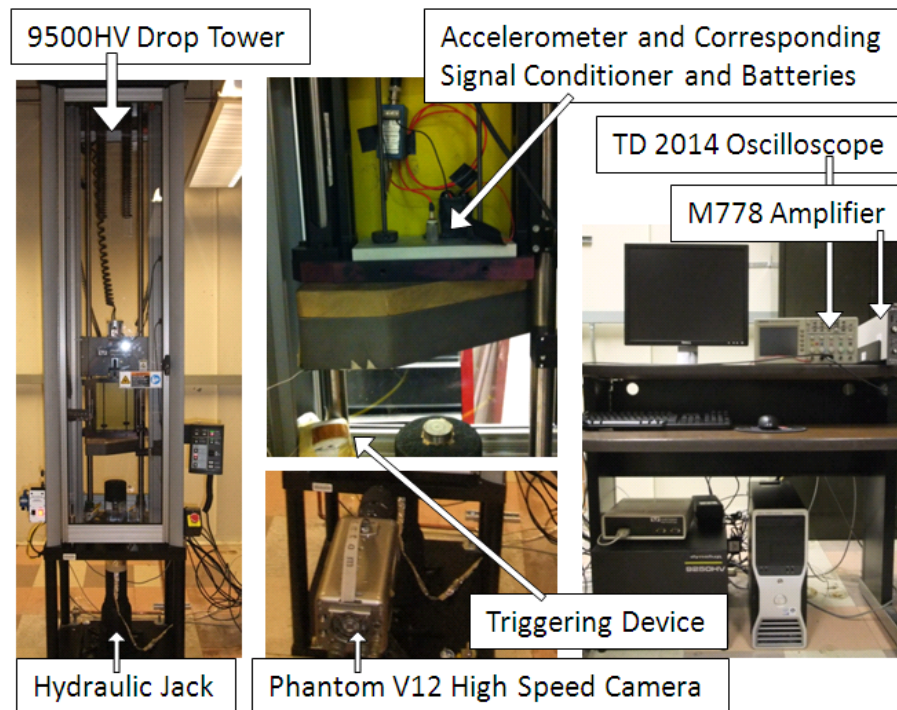 9500HV Drop Tower
Accelerometer and Corresponding
Signal Conditioner and Batteries
TD 2014 Oscilloscope
M778 Amplifier
9250HV
Triggering Device
Hydraulic Jack
Phantom V12 High Speed Camera